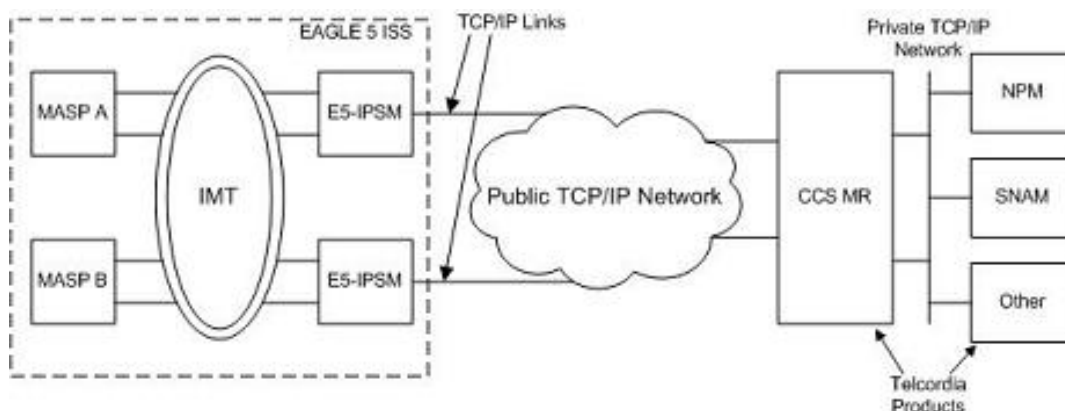 EAGLE 5 ISS
TCP/IP Links
Private TCP/IP
Network
MASP A
E5-IPSM
NPM
IMT
Public TCP/IP Network
CCS MR
SNAM
MASP B
E5-IPSM
Other
Telcordia
Products